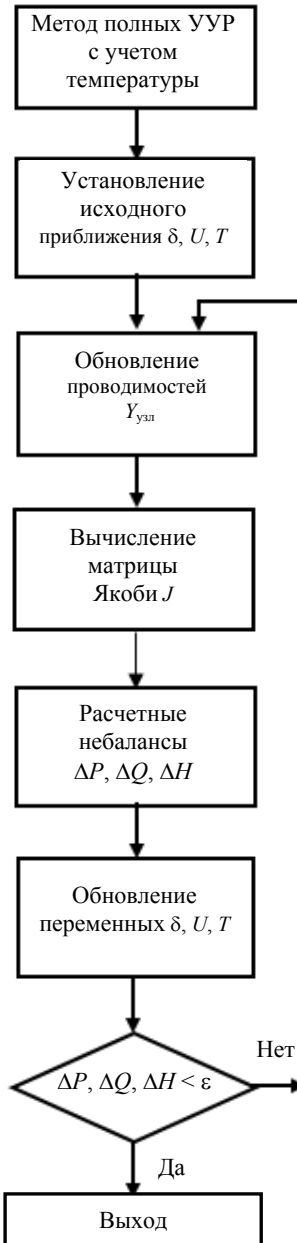 Метод полных УУР
с учетом
температуры
Установление
исходного
приближения δ, U, T
Обновление
проводимостей
Yузл
Вычисление
матрицы
Якоби J
Расчетные
небалансы
ΔP, ΔQ, ΔH
Обновление
переменных δ, U, T
ΔP, ΔQ, ΔH < ε
Нет
Да
Выход